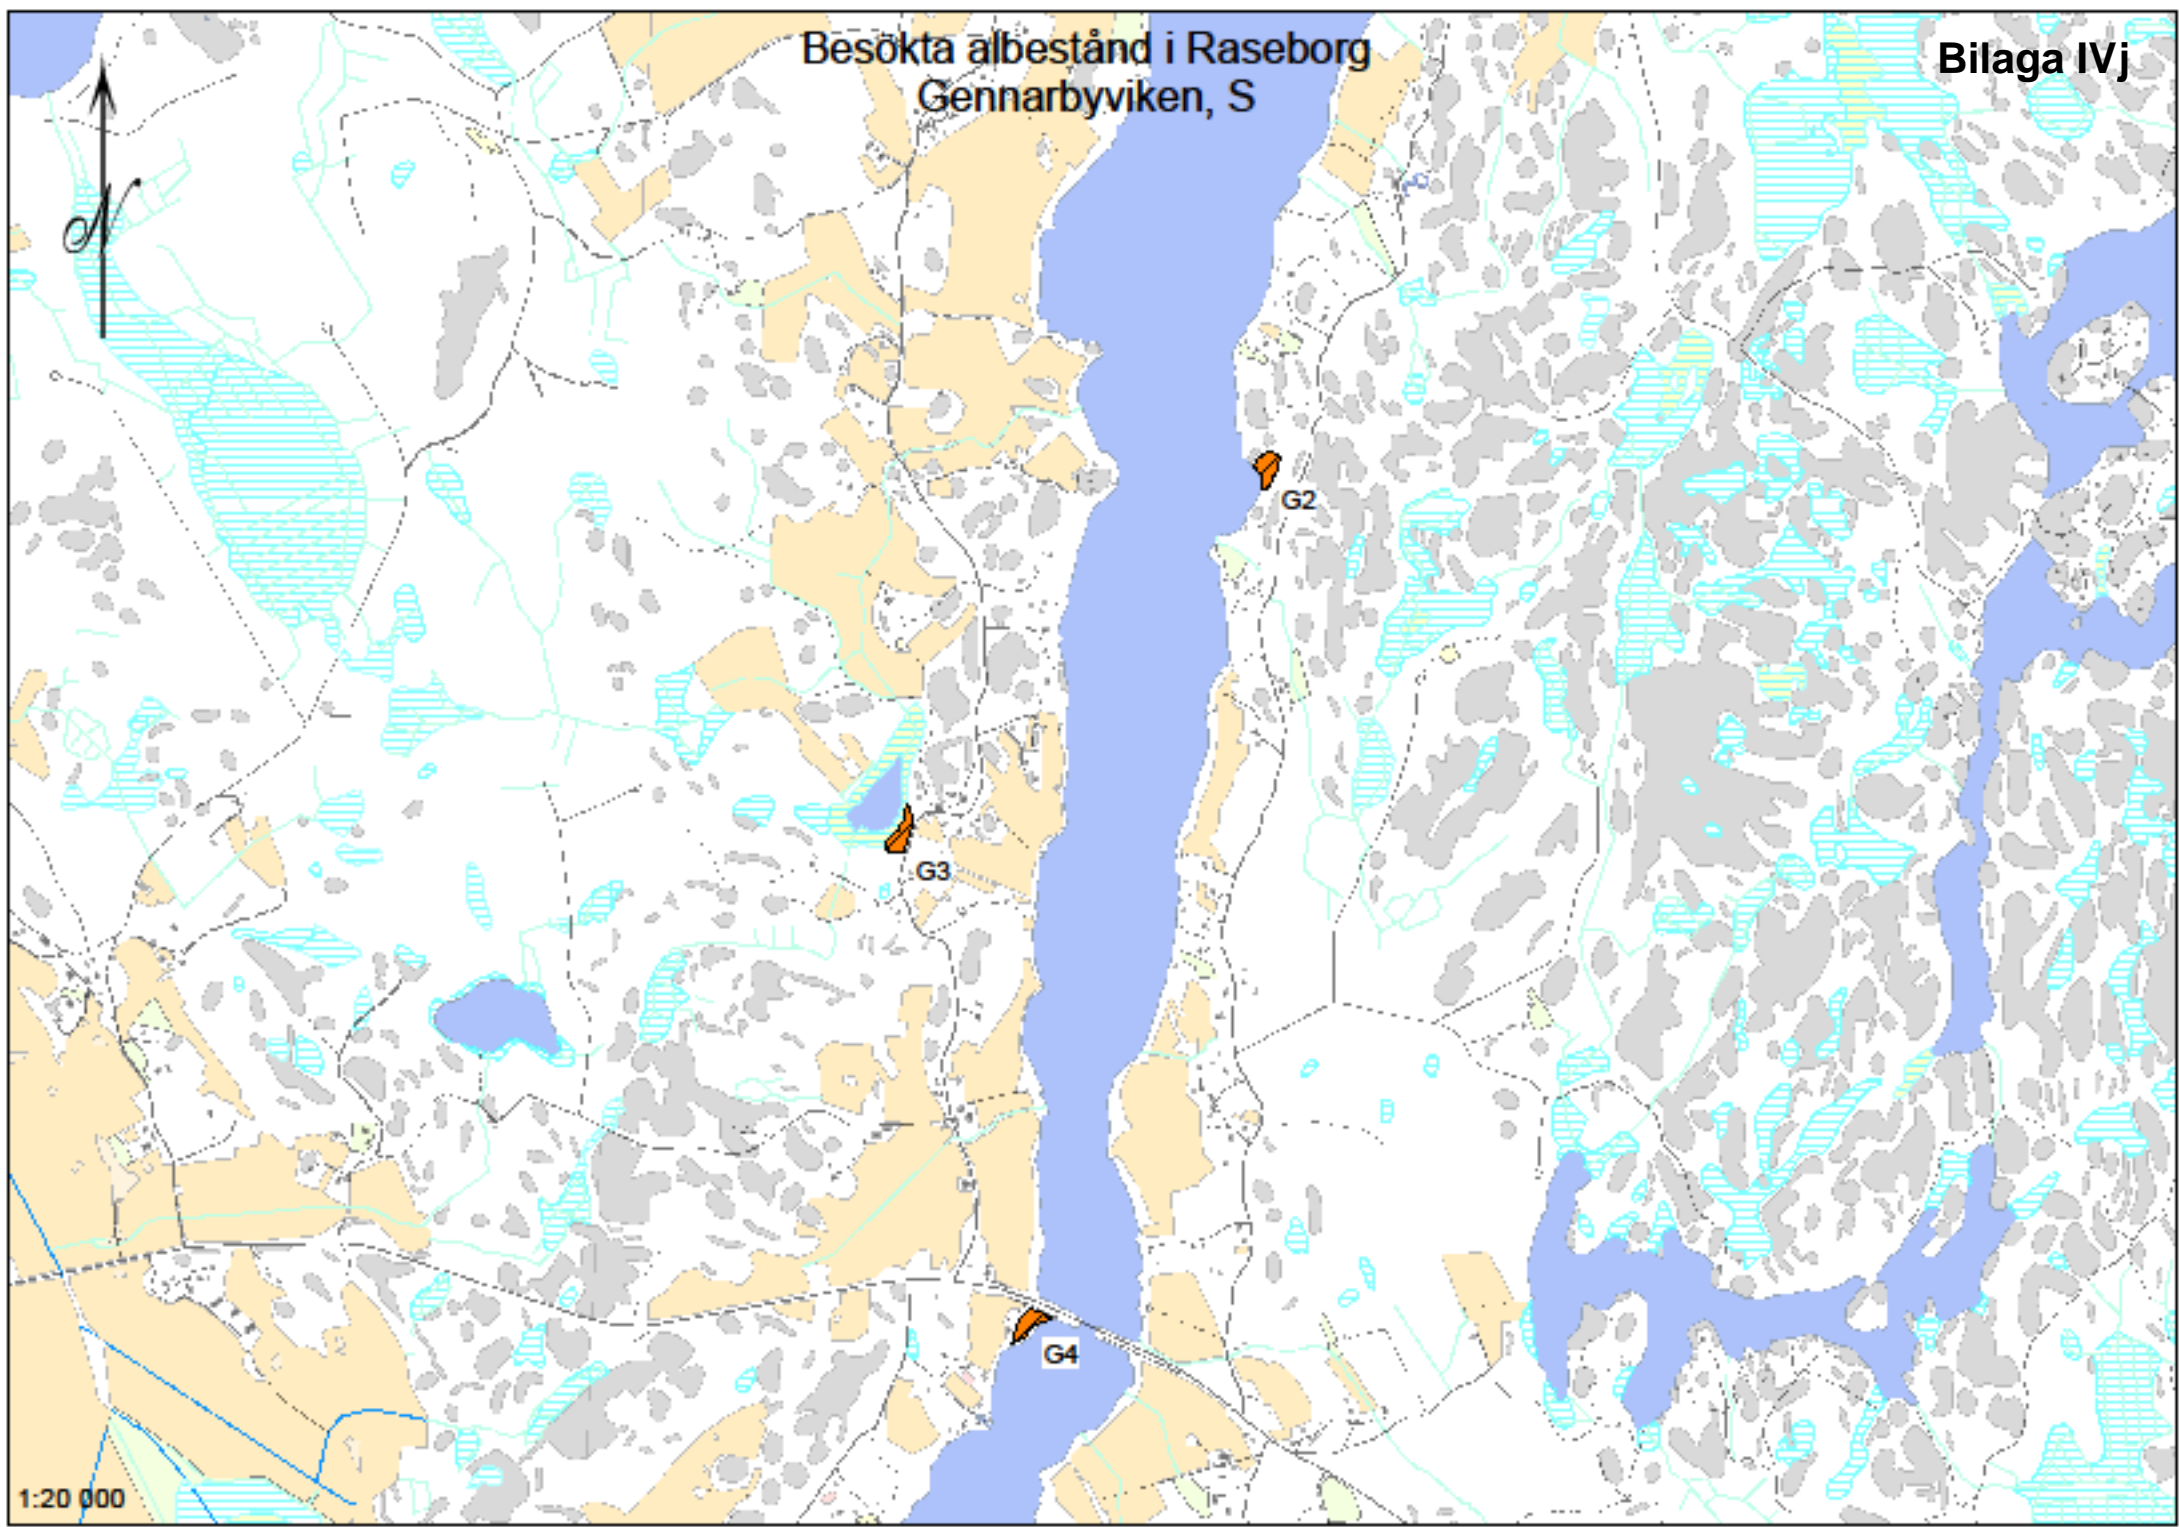 Besökta albestånd i Raseborg
Gennarbyviken, S
Bilaga IVj
N
G2
G3
G4
1:20 000